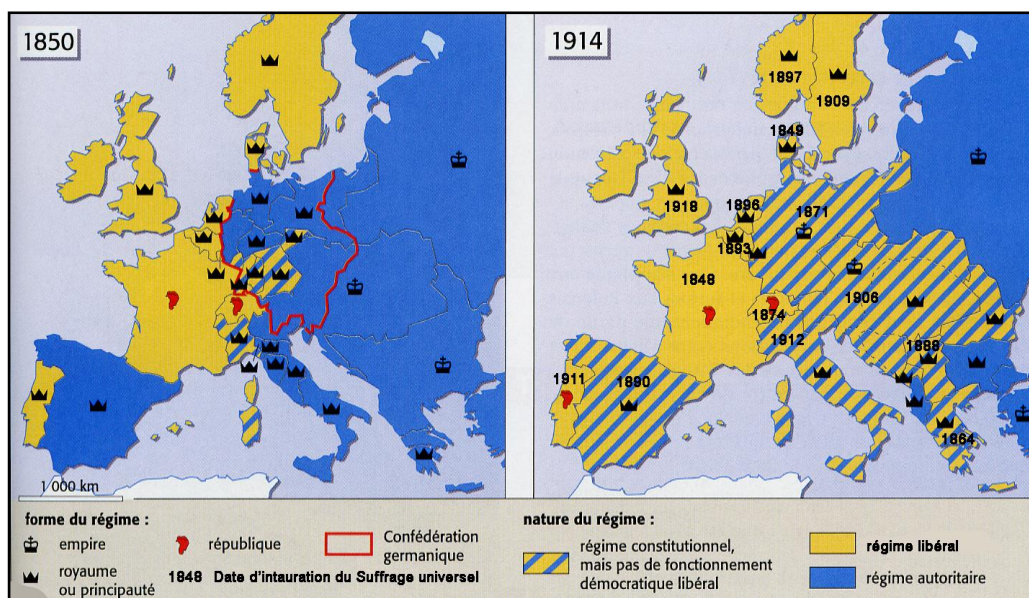 1850
1 000 km
1914
1897
1909
1849
1918
1896
1871
1893
1848
1906
1874
1912
1888
1911
1890
1864
forme du régime :
empire
royaume
ou principauté
république
1848 Date d'intauration du Suffrage universel
Confédération
germanique
nature du régime :
régime constitutionnel,
mais pas de fonctionnement
démocratique libéral
régime libéral
régime autoritaire